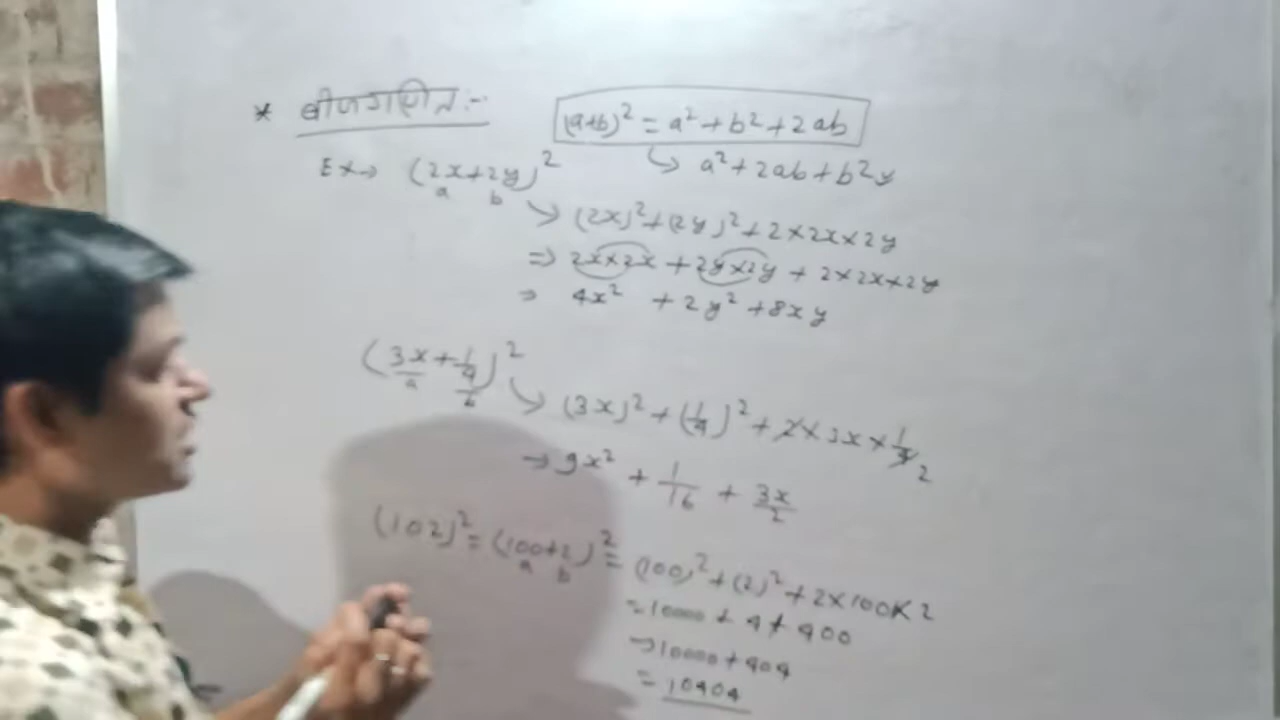 * बीजगणित :-
(a+b)² = a² + b² + 2ab
↳ a² + 2ab + b²
Ex→ (2x+2y)²
a b
↘ (2x)² + (2y)² + 2×2x×2y
⇒ 2x×2x + 2y×2y + 2×2x×2y
⇒ 4x² + 2y² + 8xy
(3x + 1/4)²
a b
↘ (3x)² + (1/4)² + 2×3x×1/4 2
→ 9x² + 1/16 + 3x/2
(102)² = (100+2)² = (100)² + (2)² + 2×100×2
a b
= 10000 + 4 + 400
→ 10000 + 404
= 10404